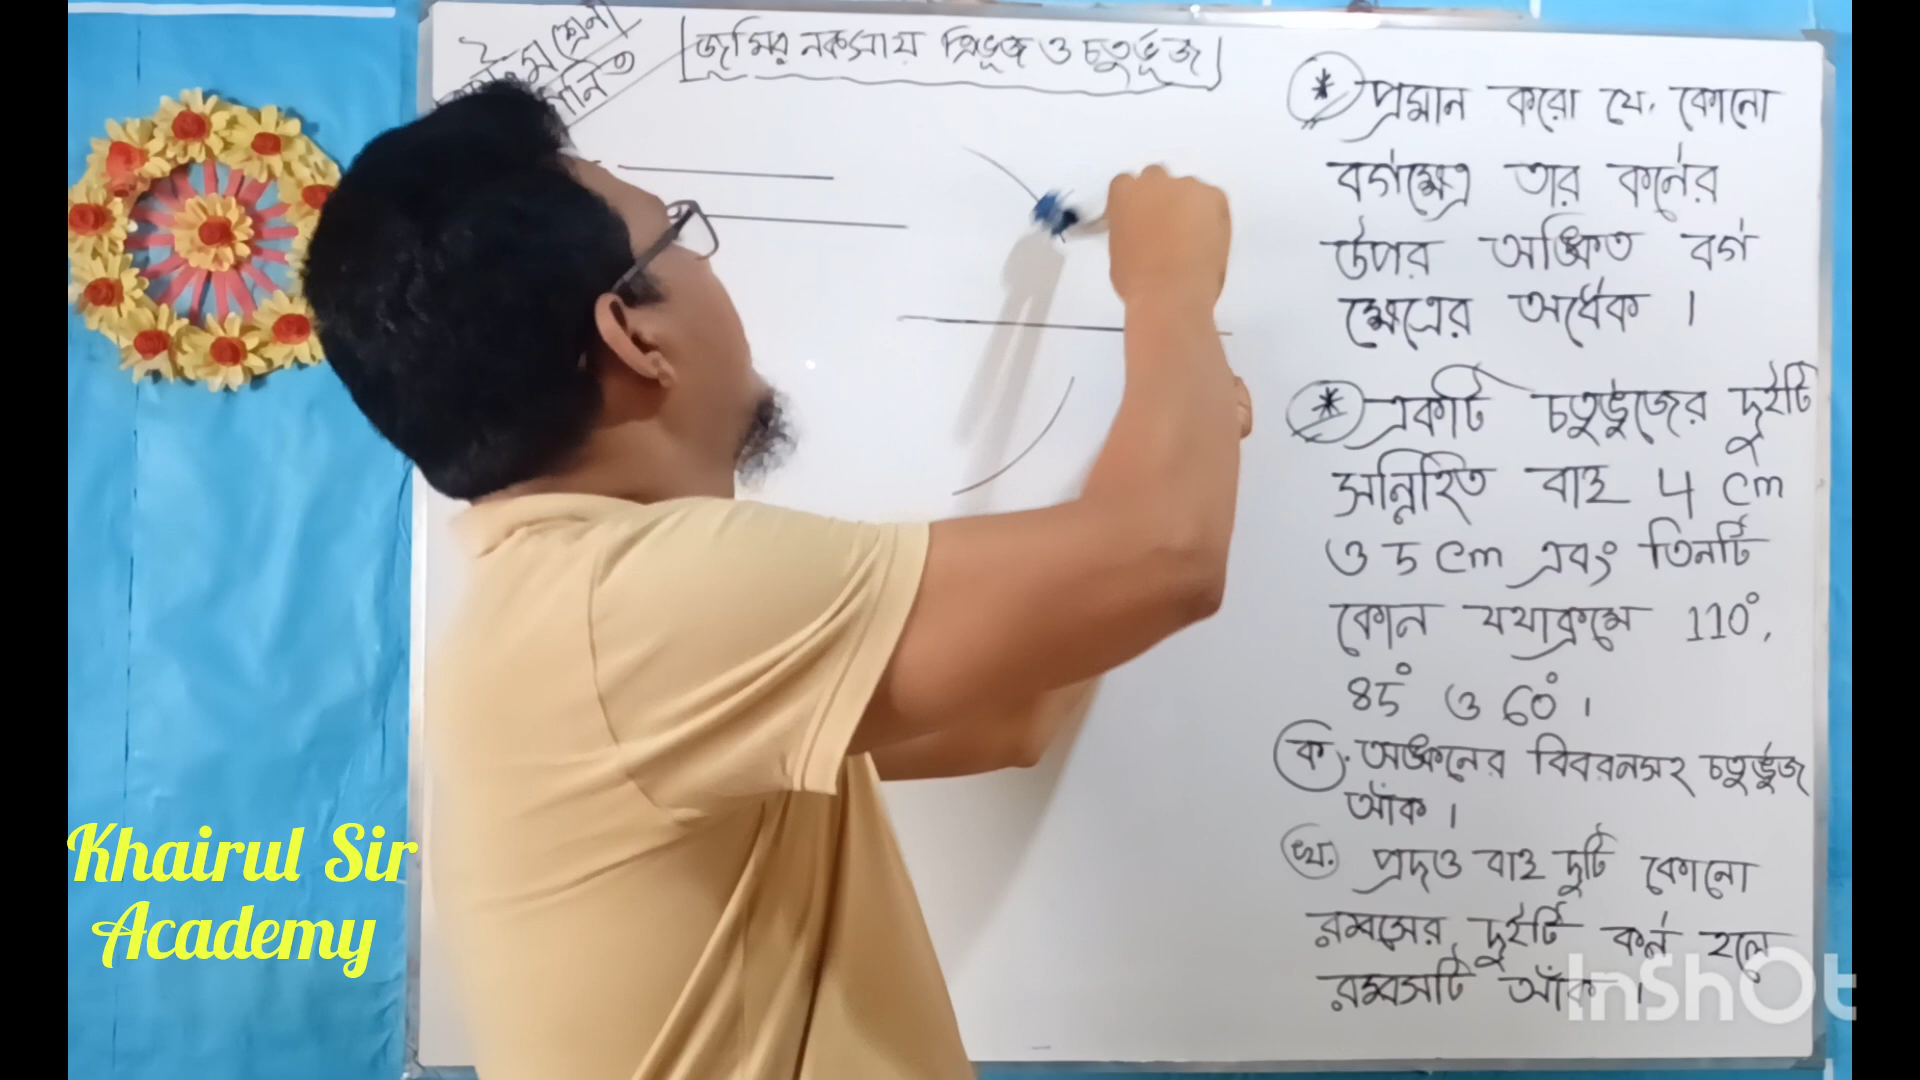 শ্রেনী
গনিত
জমির নকসায় ত্রিভূজ ও চতুর্ভূজ
* প্রমান করো যে, কোনো
বর্গক্ষেত্র তার কর্নের
উপর অঙ্কিত বর্গ
ক্ষেত্রের অর্ধেক ।
* একটি চতুর্ভুজের দুইটি
সন্নিহিত বাহু 4 cm
ও 5 cm এবং তিনটি
কোন যথাক্রমে 110°,
85° ও 60° ।
ক. অঙ্কনের বিবরনসহ চতুর্ভুজ
আঁক ।
খ. প্রদত্ত বাহু দুটি কোনো
রম্বসের দুইটি কর্ন হলে
রম্বসটি আঁক ।
Khairul Sir
Academy
InShOt